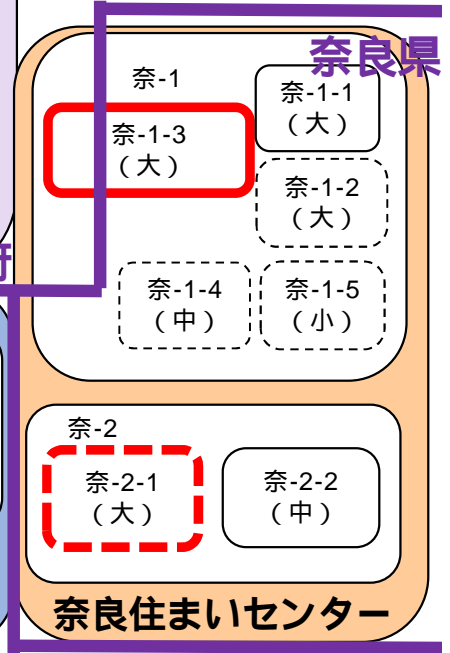 奈良県
奈-1
奈-1-1
（大）
奈-1-3
（大）
奈-1-2
（大）
奈-1-4
（中）
奈-1-5
（小）
府
奈-2
奈-2-1
（大）
奈-2-2
（中）
奈良住まいセンター